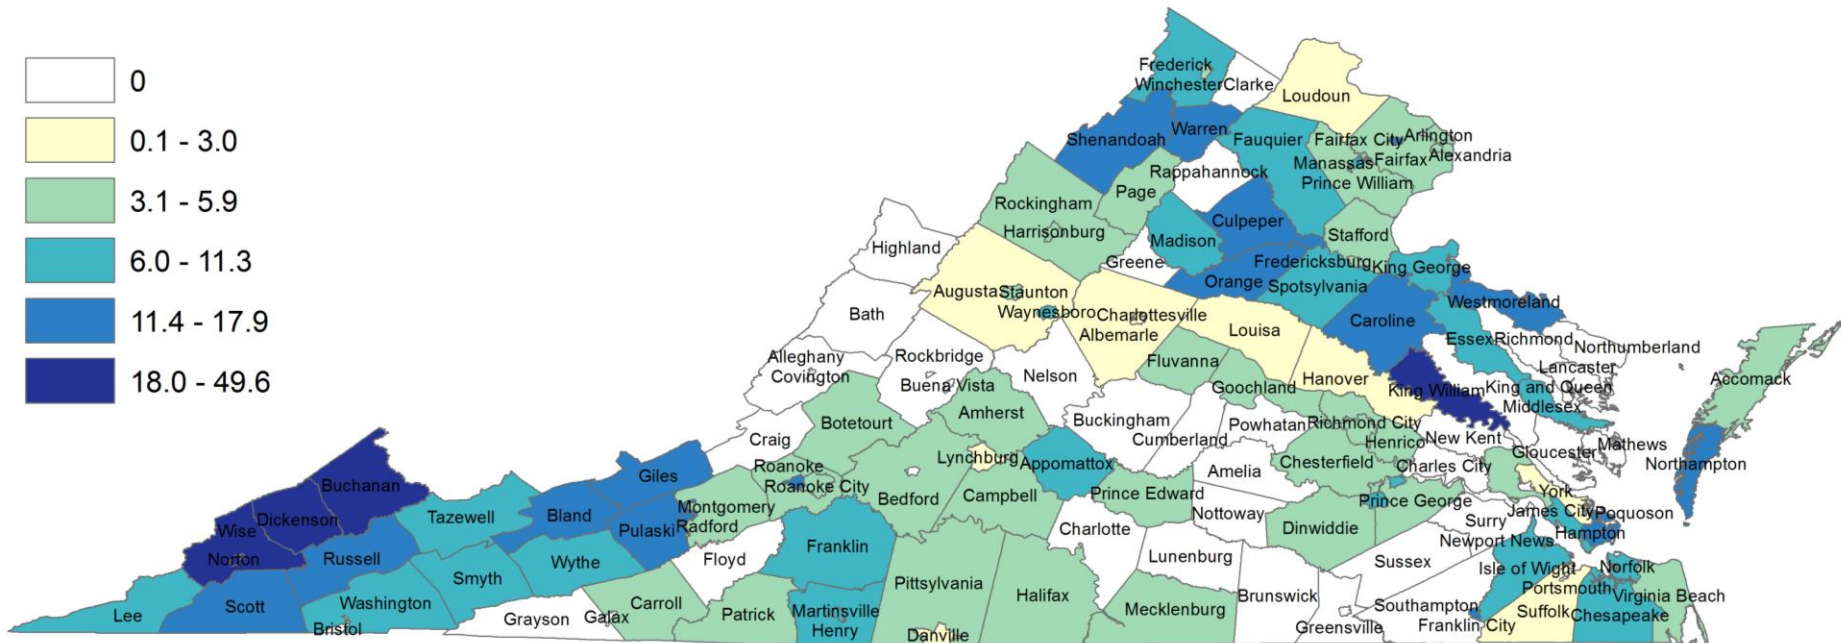 0
0.1 - 3.0
3.1 - 5.9
6.0 - 11.3
11.4 - 17.9
18.0 - 49.6
Frederick
Winchester
Clarke
Loudoun
Shenandoah
Warren
Fauquier
Fairfax City
Arlington
Manassas
Fairfax
Alexandria
Rappahannock
Prince William
Page
Rockingham
Harrisonburg
Culpeper
Madison
Stafford
Highland
Greene
Fredericksburg
King George
Orange
Spotsylvania
Augusta
Staunton
Waynesboro
Westmoreland
Bath
Charlottesville
Albemarle
Louisa
Caroline
Essex
Richmond
Northumberland
Alleghany
Covington
Rockbridge
Buena Vista
Nelson
Fluvanna
Goochland
Hanover
Lancaster
King William
King and Queen
Middlesex
Accomack
Amherst
Buckingham
Cumberland
Powhatan
Richmond City
Henrico
New Kent
Botetourt
Craig
Gloucester
Mathews
Roanoke
Roanoke City
Lynchburg
Appomattox
Amelia
Chesterfield
Charles City
Northampton
Giles
Buchanan
Bedford
Campbell
Prince Edward
Nottoway
Prince George
York
James City
Poquoson
Montgomery
Radford
Tazewell
Bland
Pulaski
Dickenson
Wise
Norton
Charlotte
Dinwiddie
Surry
Newport News
Hampton
Russell
Wythe
Floyd
Franklin
Lunenburg
Sussex
Isle of Wight
Norfolk
Smyth
Pittsylvania
Halifax
Portsmouth
Virginia Beach
Lee
Scott
Washington
Bristol
Grayson
Galax
Carroll
Patrick
Martinsville
Henry
Danville
Mecklenburg
Brunswick
Greensville
Southampton
Franklin City
Suffolk
Chesapeake